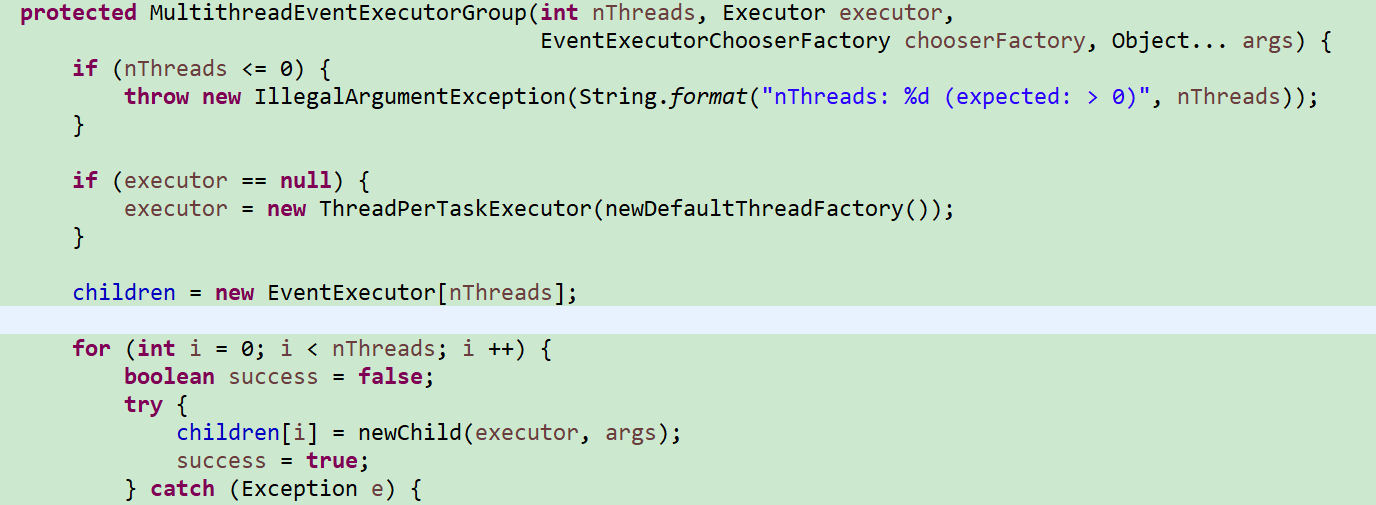 protected MultithreadEventExecutorGroup(int nThreads, Executor executor,
                                        EventExecutorChooserFactory chooserFactory, Object... args) {
    if (nThreads <= 0) {
        throw new IllegalArgumentException(String.format("nThreads: %d (expected: > 0)", nThreads));
    }

    if (executor == null) {
        executor = new ThreadPerTaskExecutor(newDefaultThreadFactory());
    }

    children = new EventExecutor[nThreads];

    for (int i = 0; i < nThreads; i ++) {
        boolean success = false;
        try {
            children[i] = newChild(executor, args);
            success = true;
        } catch (Exception e) {